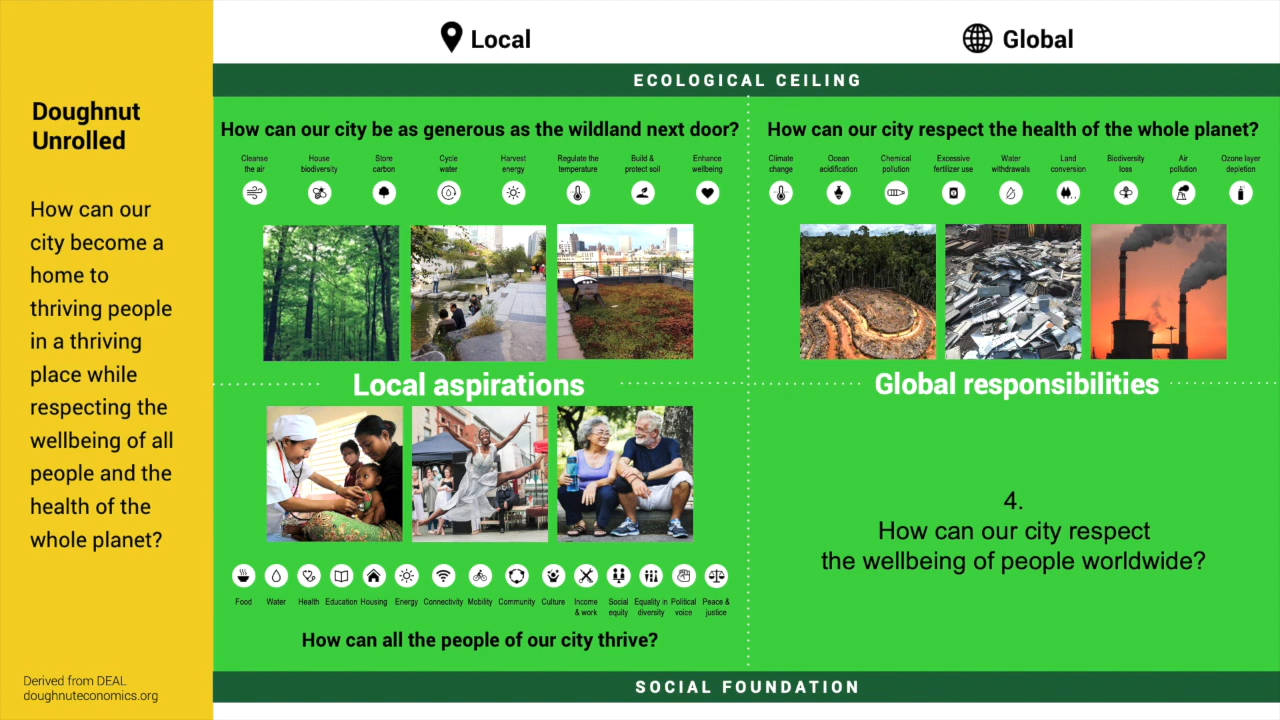 Doughnut
Unrolled
How can our
city become a
home to
thriving people
in a thriving
place while
respecting the
wellbeing of all
people and the
health of the
whole planet?
Derived from DEAL
doughnuteconomics.org
Local
Global
ECOLOGICAL CEILING
How can our city be as generous as the wildland next door?
Cleanse
the air
House
biodiversity
Store
carbon
Cycle
water
Harvest
energy
Regulate the
temperature
Build &
protect soil
Enhance
wellbeing
How can our city respect the health of the whole planet?
Climate
change
Ocean
acidification
Chemical
pollution
Excessive
fertilizer use
Water
withdrawals
Land
conversion
Biodiversity
loss
Air
pollution
Ozone layer
depletion
Local aspirations
Global responsibilities
Food
Water
Health
Education
Housing
Energy
Connectivity
Mobility
Community
Culture
Income
& work
Social
equity
Equality in
diversity
Political
voice
Peace &
justice
How can all the people of our city thrive?
4.
How can our city respect
the wellbeing of people worldwide?
SOCIAL FOUNDATION